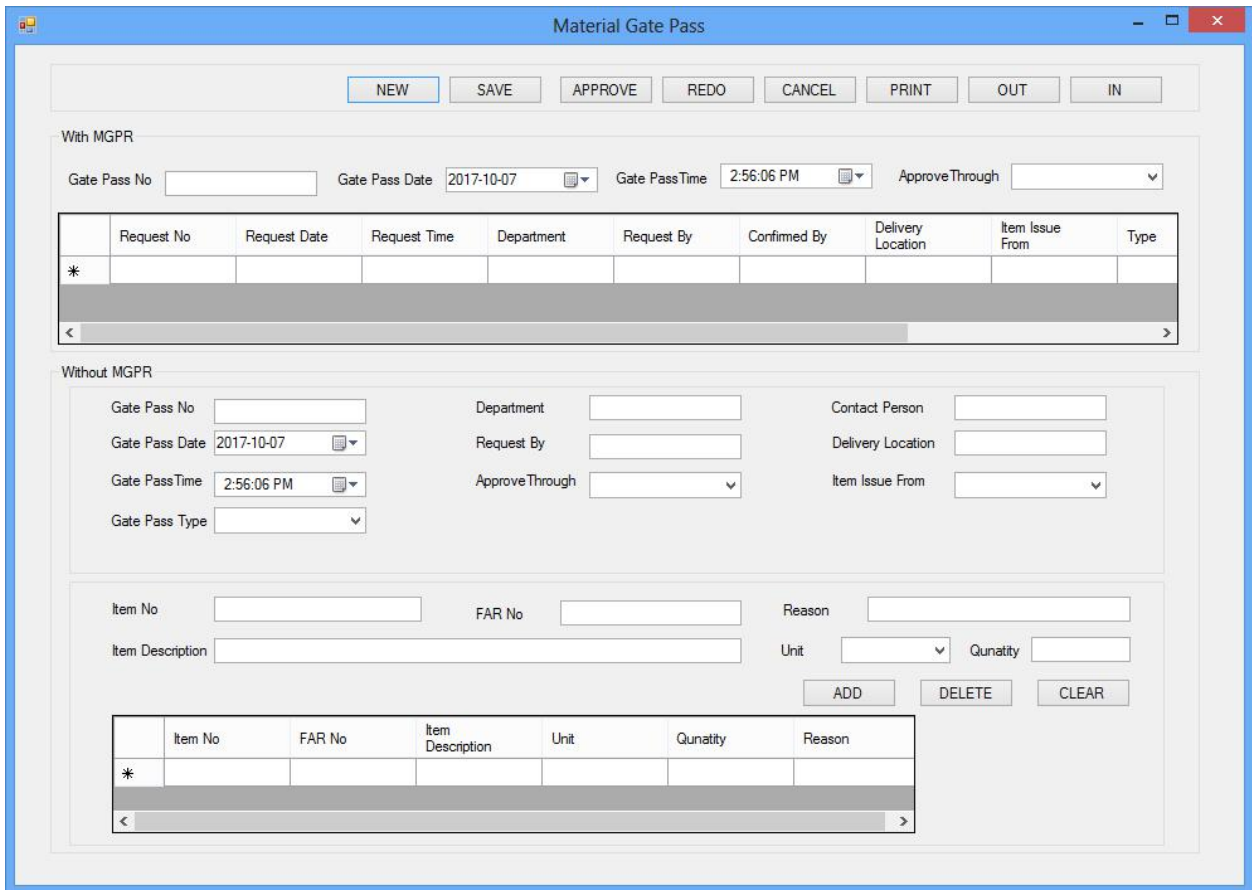 Material Gate Pass
NEW SAVE APPROVE REDO CANCEL PRINT OUT IN
With MGPR
Gate Pass No Gate Pass Date 2017-10-07 Gate PassTime 2:56:06 PM ApproveThrough
Request No Request Date Request Time Department Request By Confirmed By Delivery Location Item Issue From Type
Without MGPR
Gate Pass No Department Contact Person
Gate Pass Date 2017-10-07 Request By Delivery Location
Gate PassTime 2:56:06 PM ApproveThrough Item Issue From
Gate Pass Type
Item No FAR No Reason
Item Description Unit Qunatity
ADD DELETE CLEAR
Item No FAR No Item Description Unit Qunatity Reason